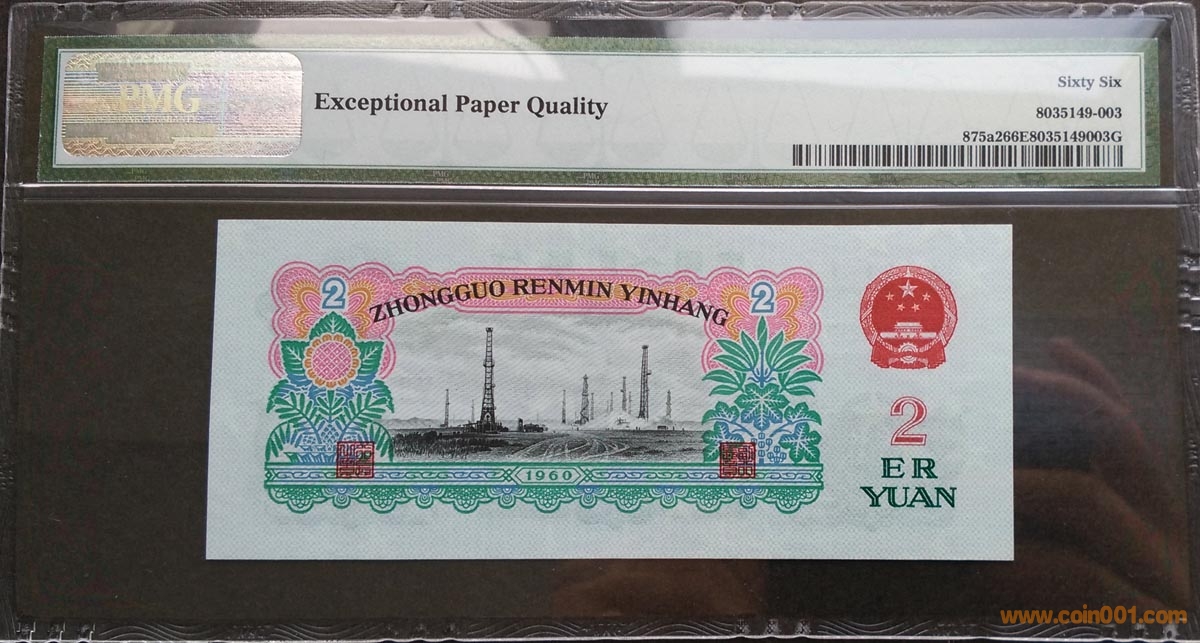 PMG
Exceptional Paper Quality
Sixty Six
8035149-003
875a266E8035149003G
2
2
ZHONGGUO RENMIN YINHANG
1960
2
ER
YUAN
www.coin001.com